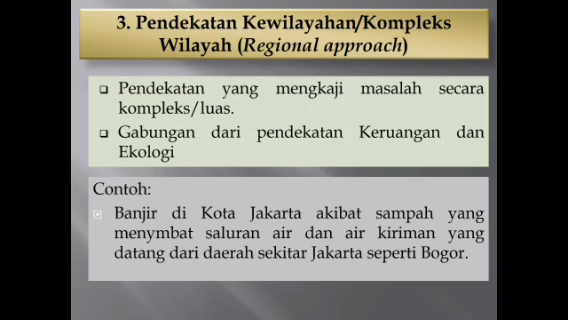 3. Pendekatan Kewilayahan/Kompleks
Wilayah (Regional approach)
Pendekatan yang mengkaji masalah secara
kompleks/luas.
Gabungan dari pendekatan Keruangan dan
Ekologi
Contoh:
Banjir di Kota Jakarta akibat sampah yang
menymbat saluran air dan air kiriman yang
datang dari daerah sekitar Jakarta seperti Bogor.